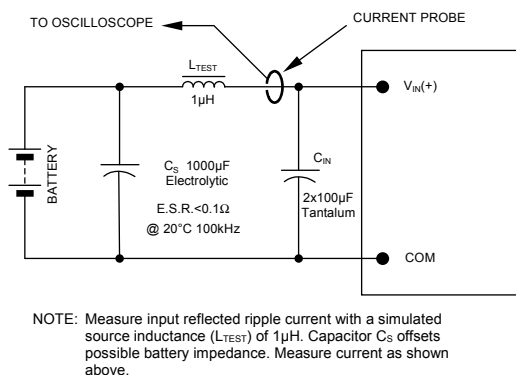 TO OSCILLOSCOPE
CURRENT PROBE
LTEST
1µH
VIN(+)
BATTERY
CS 1000µF
Electrolytic
E.S.R.<0.1Ω
@ 20°C 100kHz
CIN
2x100µF
Tantalum
COM
NOTE: Measure input reflected ripple current with a simulated
source inductance (LTEST) of 1µH. Capacitor CS offsets
possible battery impedance. Measure current as shown
above.